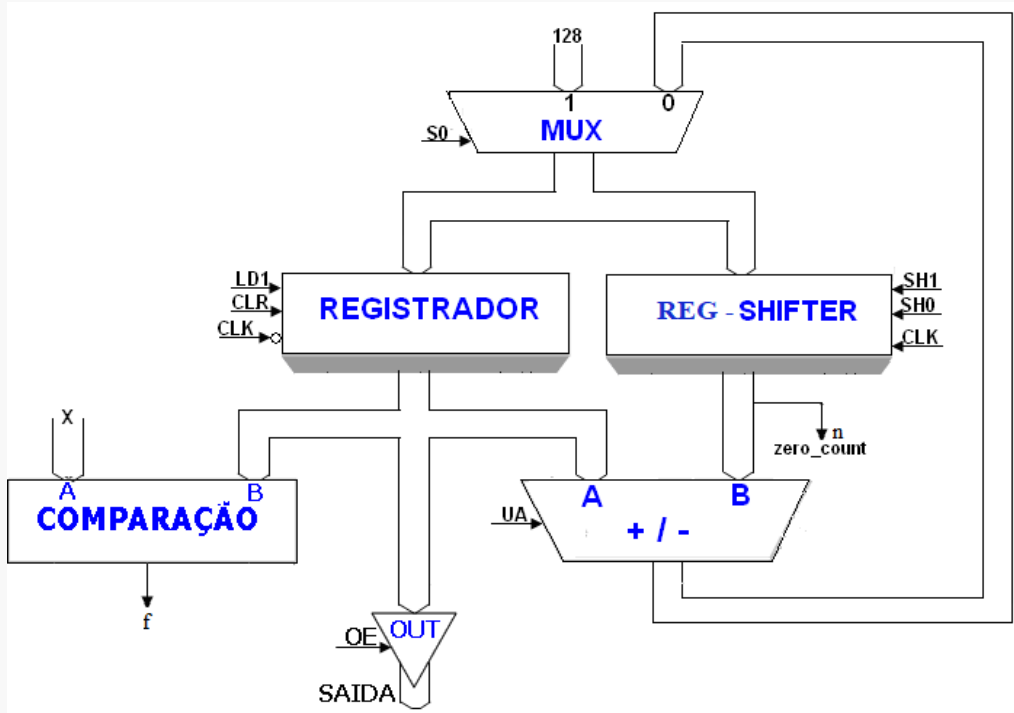 128
1 0
S0
MUX
LD1
CLR
CLK
REGISTRADOR
REG - SHIFTER
SH1
SH0
CLK
X
n
zero_count
A B
COMPARAÇÃO
A B
UA
+ / -
f
OE
OUT
SAIDA